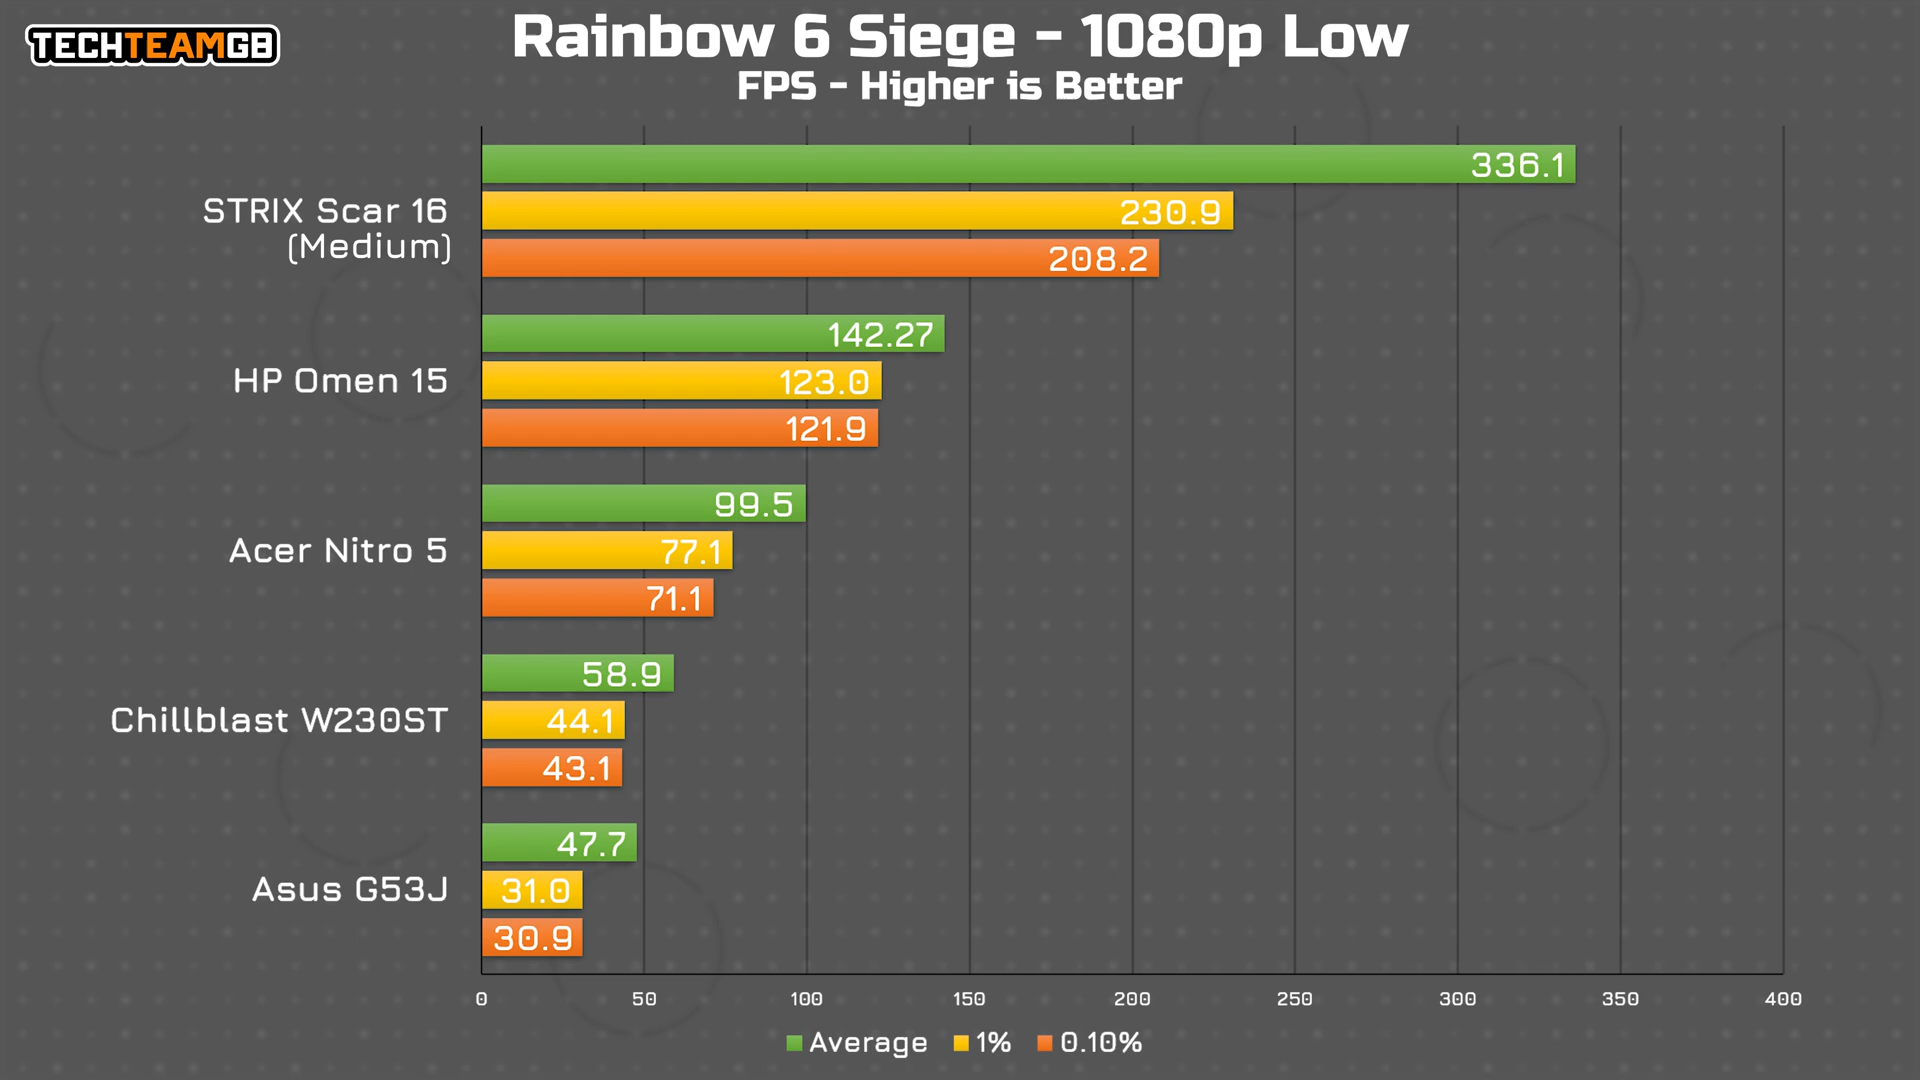 TECHTEAMGB
Rainbow 6 Siege - 1080p Low
FPS - Higher is Better
STRIX Scar 16
(Medium)
336.1
230.9
208.2
HP Omen 15
142.27
123.0
121.9
Acer Nitro 5
99.5
77.1
71.1
Chillblast W230ST
58.9
44.1
43.1
Asus G53J
47.7
31.0
30.9
0 50 100 150 200 250 300 350 400
Average 1% 0.10%